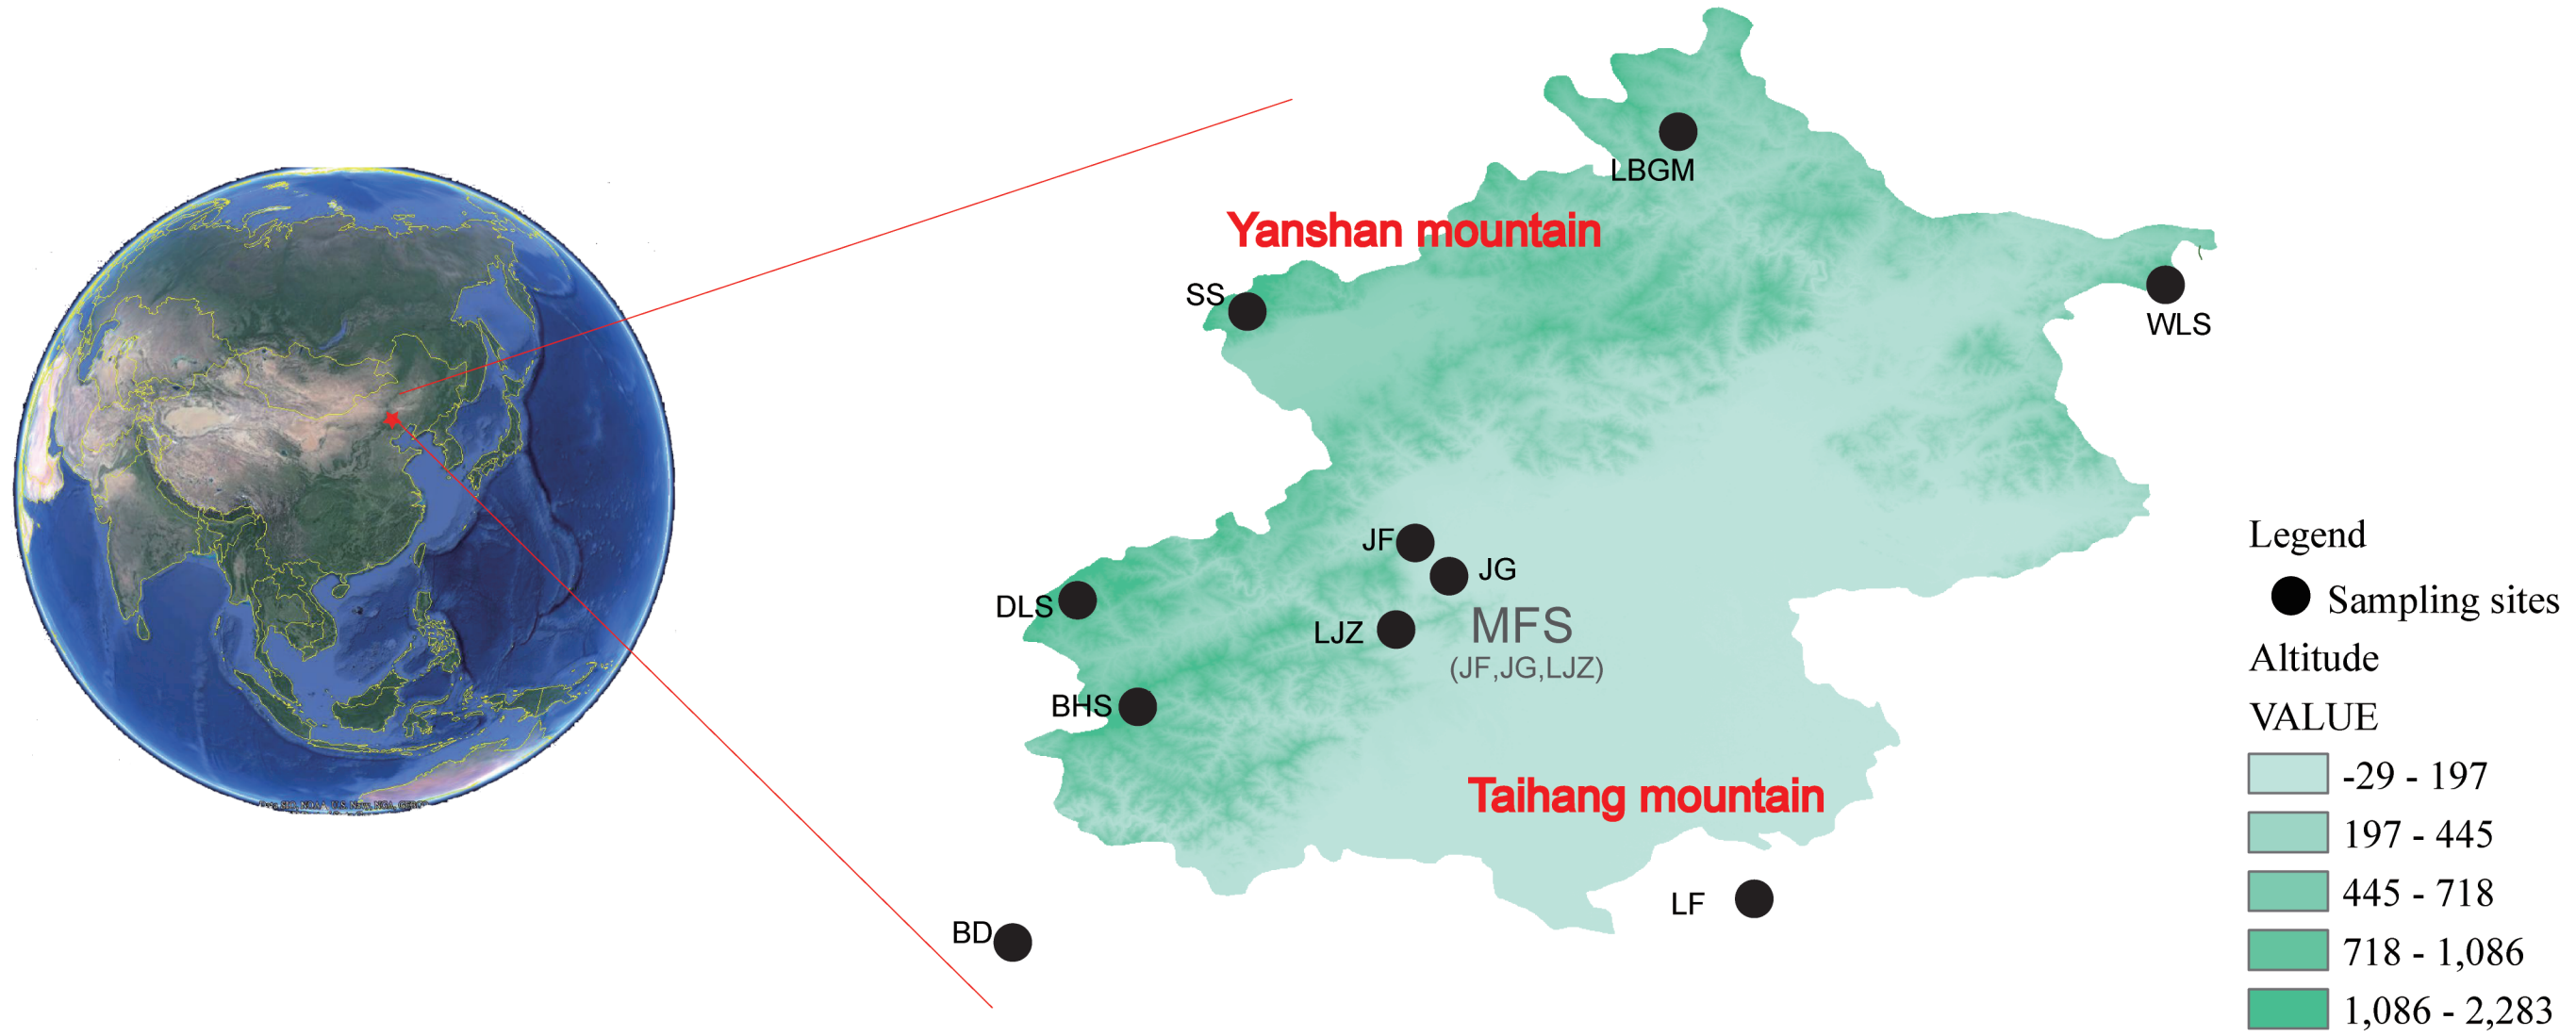 LBGM
Yanshan mountain
SS
WLS
JF
JG
DLS
LJZ
MFS
(JF,JG,LJZ)
BHS
Taihang mountain
LF
BD
Legend
Sampling sites
Altitude
VALUE
-29 - 197
197 - 445
445 - 718
718 - 1,086
1,086 - 2,283